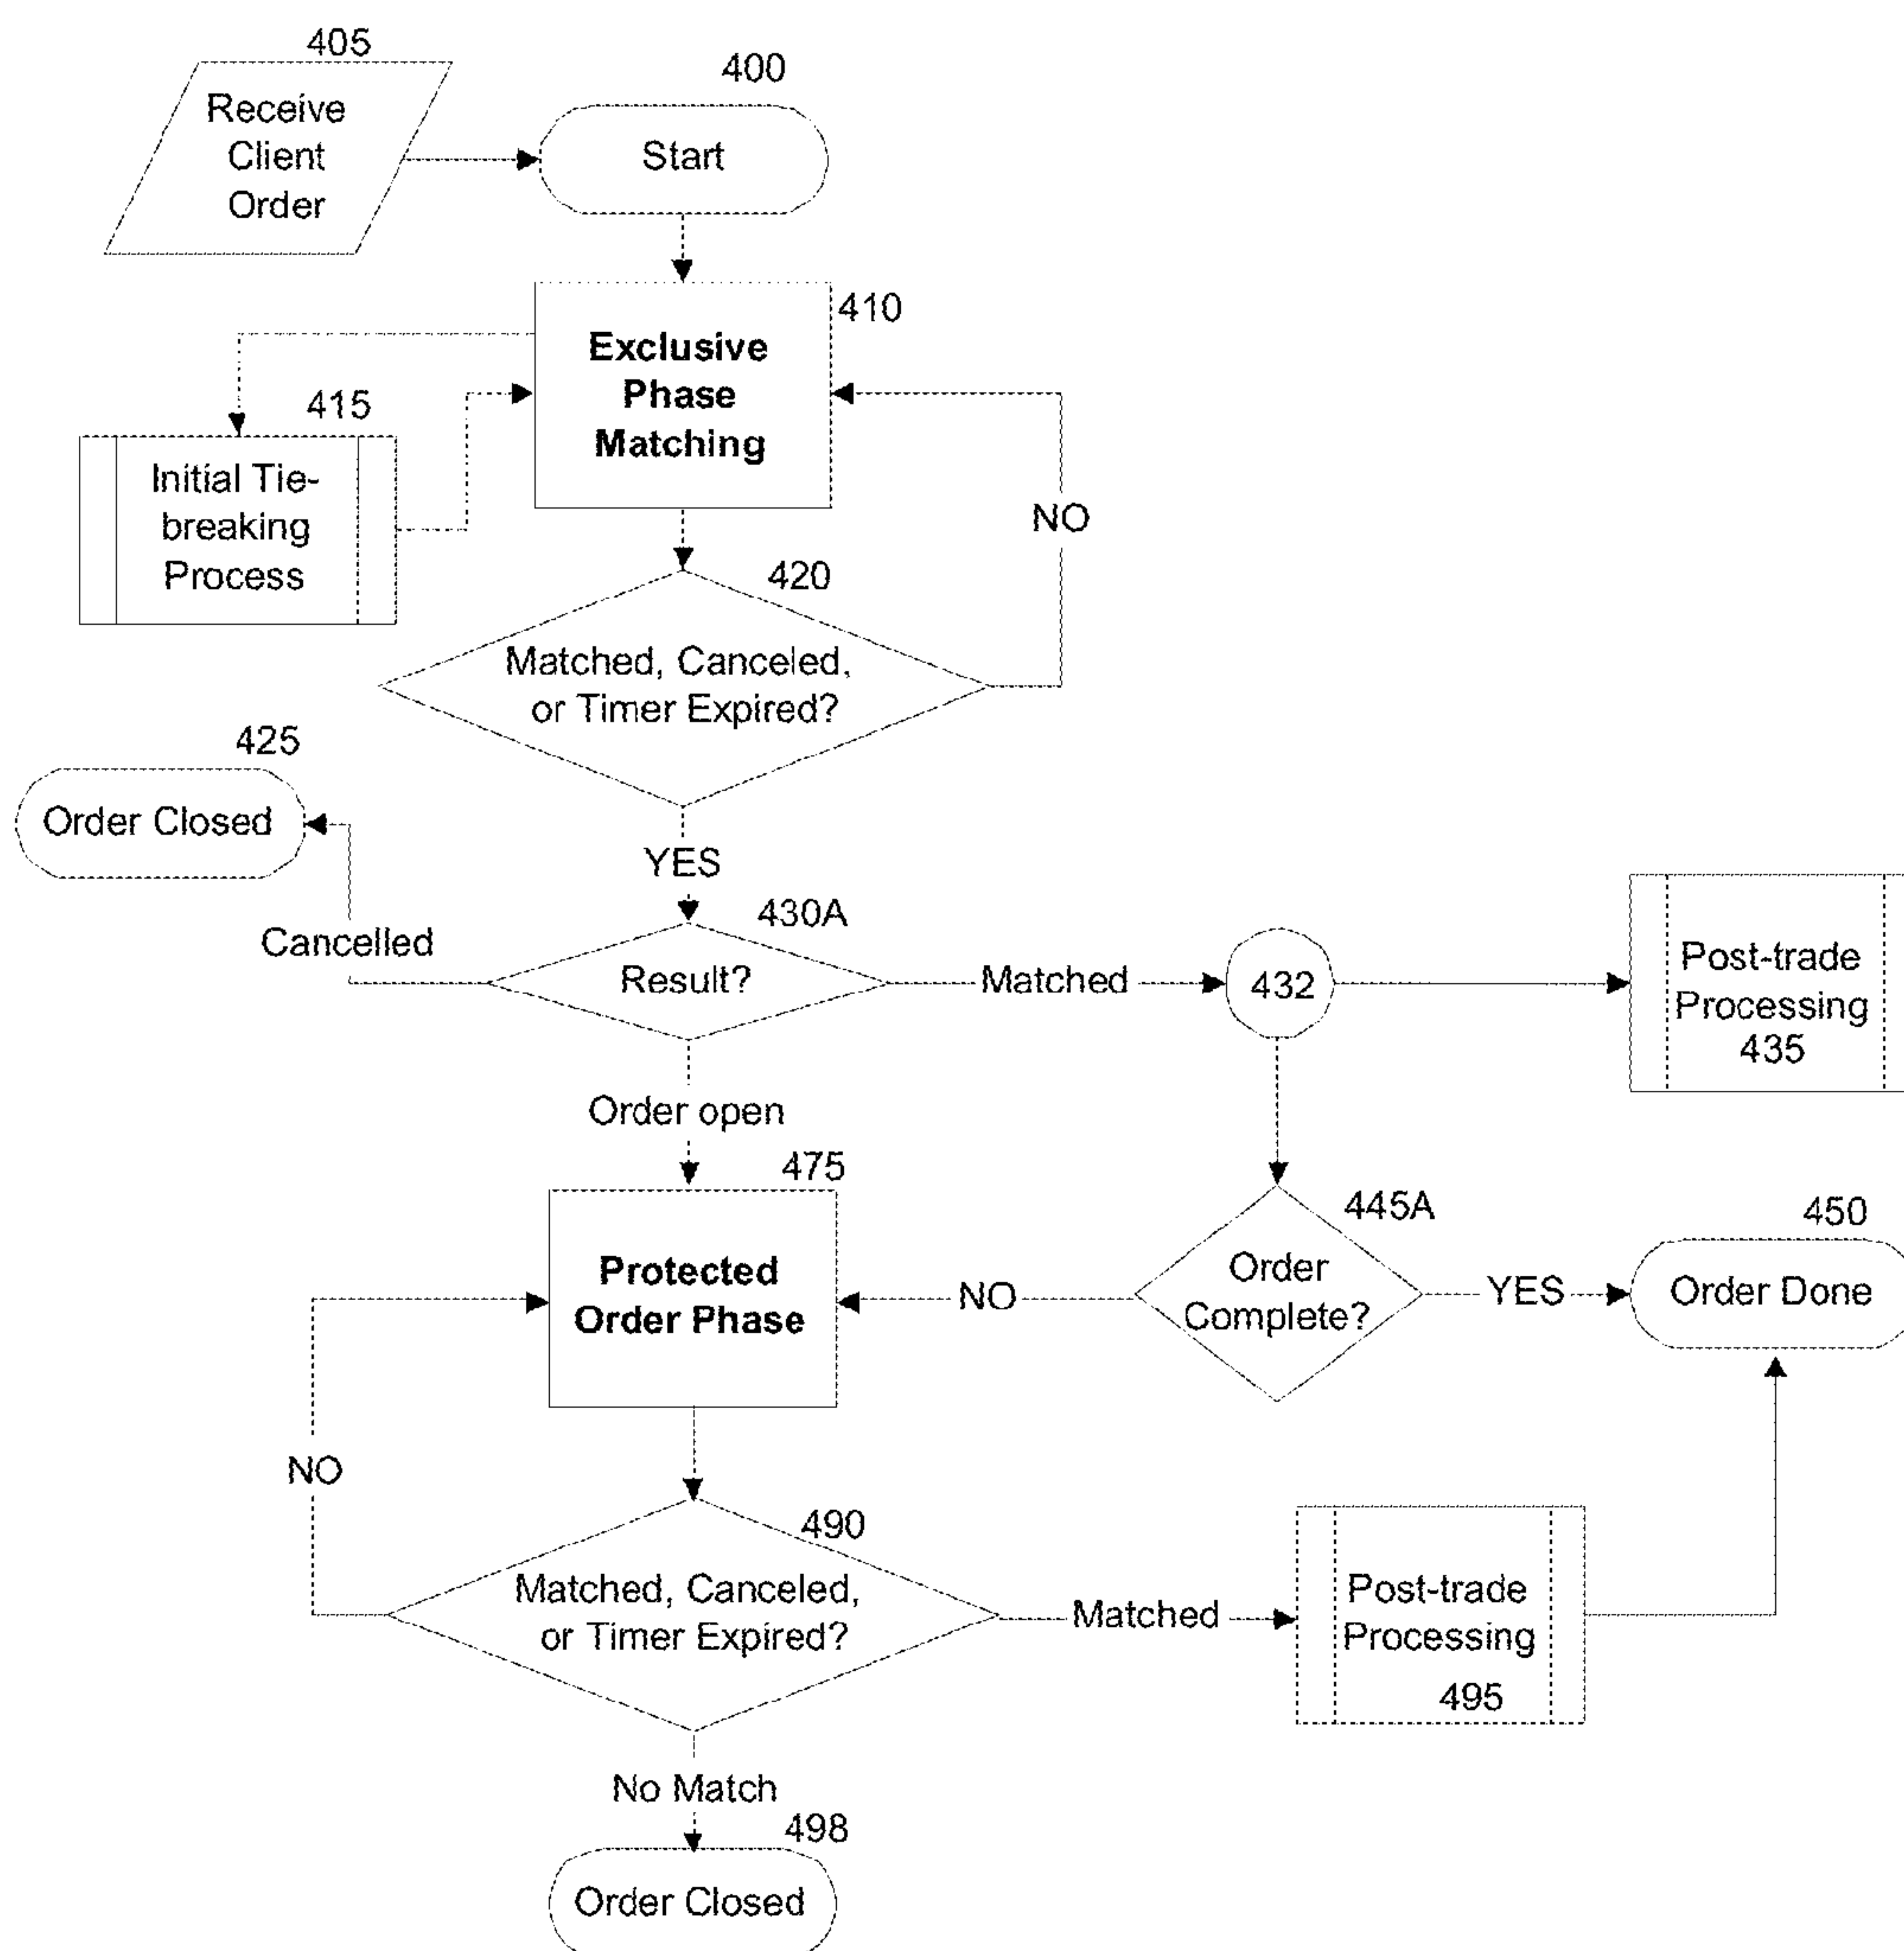 405
Receive
Client
Order
400
Start
410
Exclusive
Phase
Matching
415
Initial Tie-
breaking
Process
NO
420
Matched, Canceled,
or Timer Expired?
425
Order Closed
YES
Cancelled
430A
Result?
Matched
432
Post-trade
Processing
435
Order open
475
Protected
Order Phase
NO
445A
Order
Complete?
YES
450
Order Done
NO
490
Matched, Canceled,
or Timer Expired?
Matched
Post-trade
Processing
495
No Match
498
Order Closed